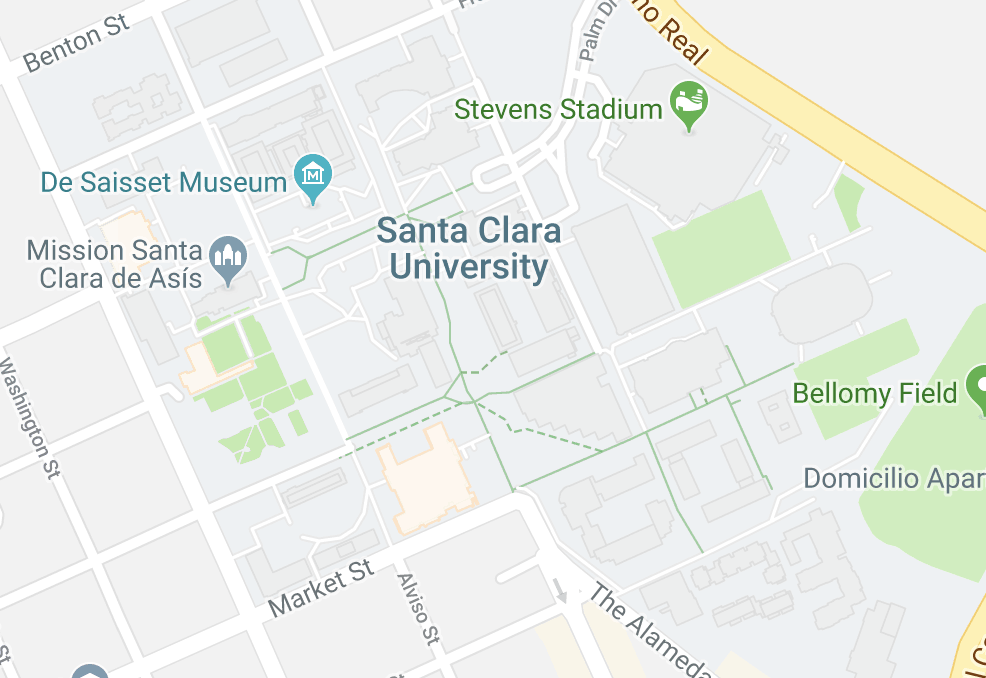 Benton St
Palm Dr
no Real
Stevens Stadium
De Saisset Museum
M
Santa Clara
University
Mission Santa
Clara de Asís
Washington St
Bellomy Field
Domicilio Apar
Market St
Alviso St
The Alameda
St